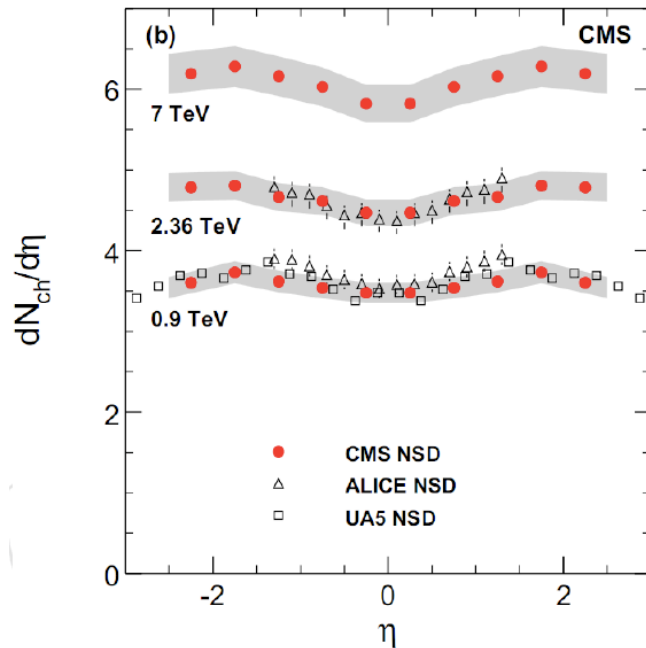 (b) CMS
6
7 TeV
2.36 TeV
4
0.9 TeV
2
CMS NSD
ALICE NSD
UA5 NSD
0
-2 0 2
η
dN_ch/dη